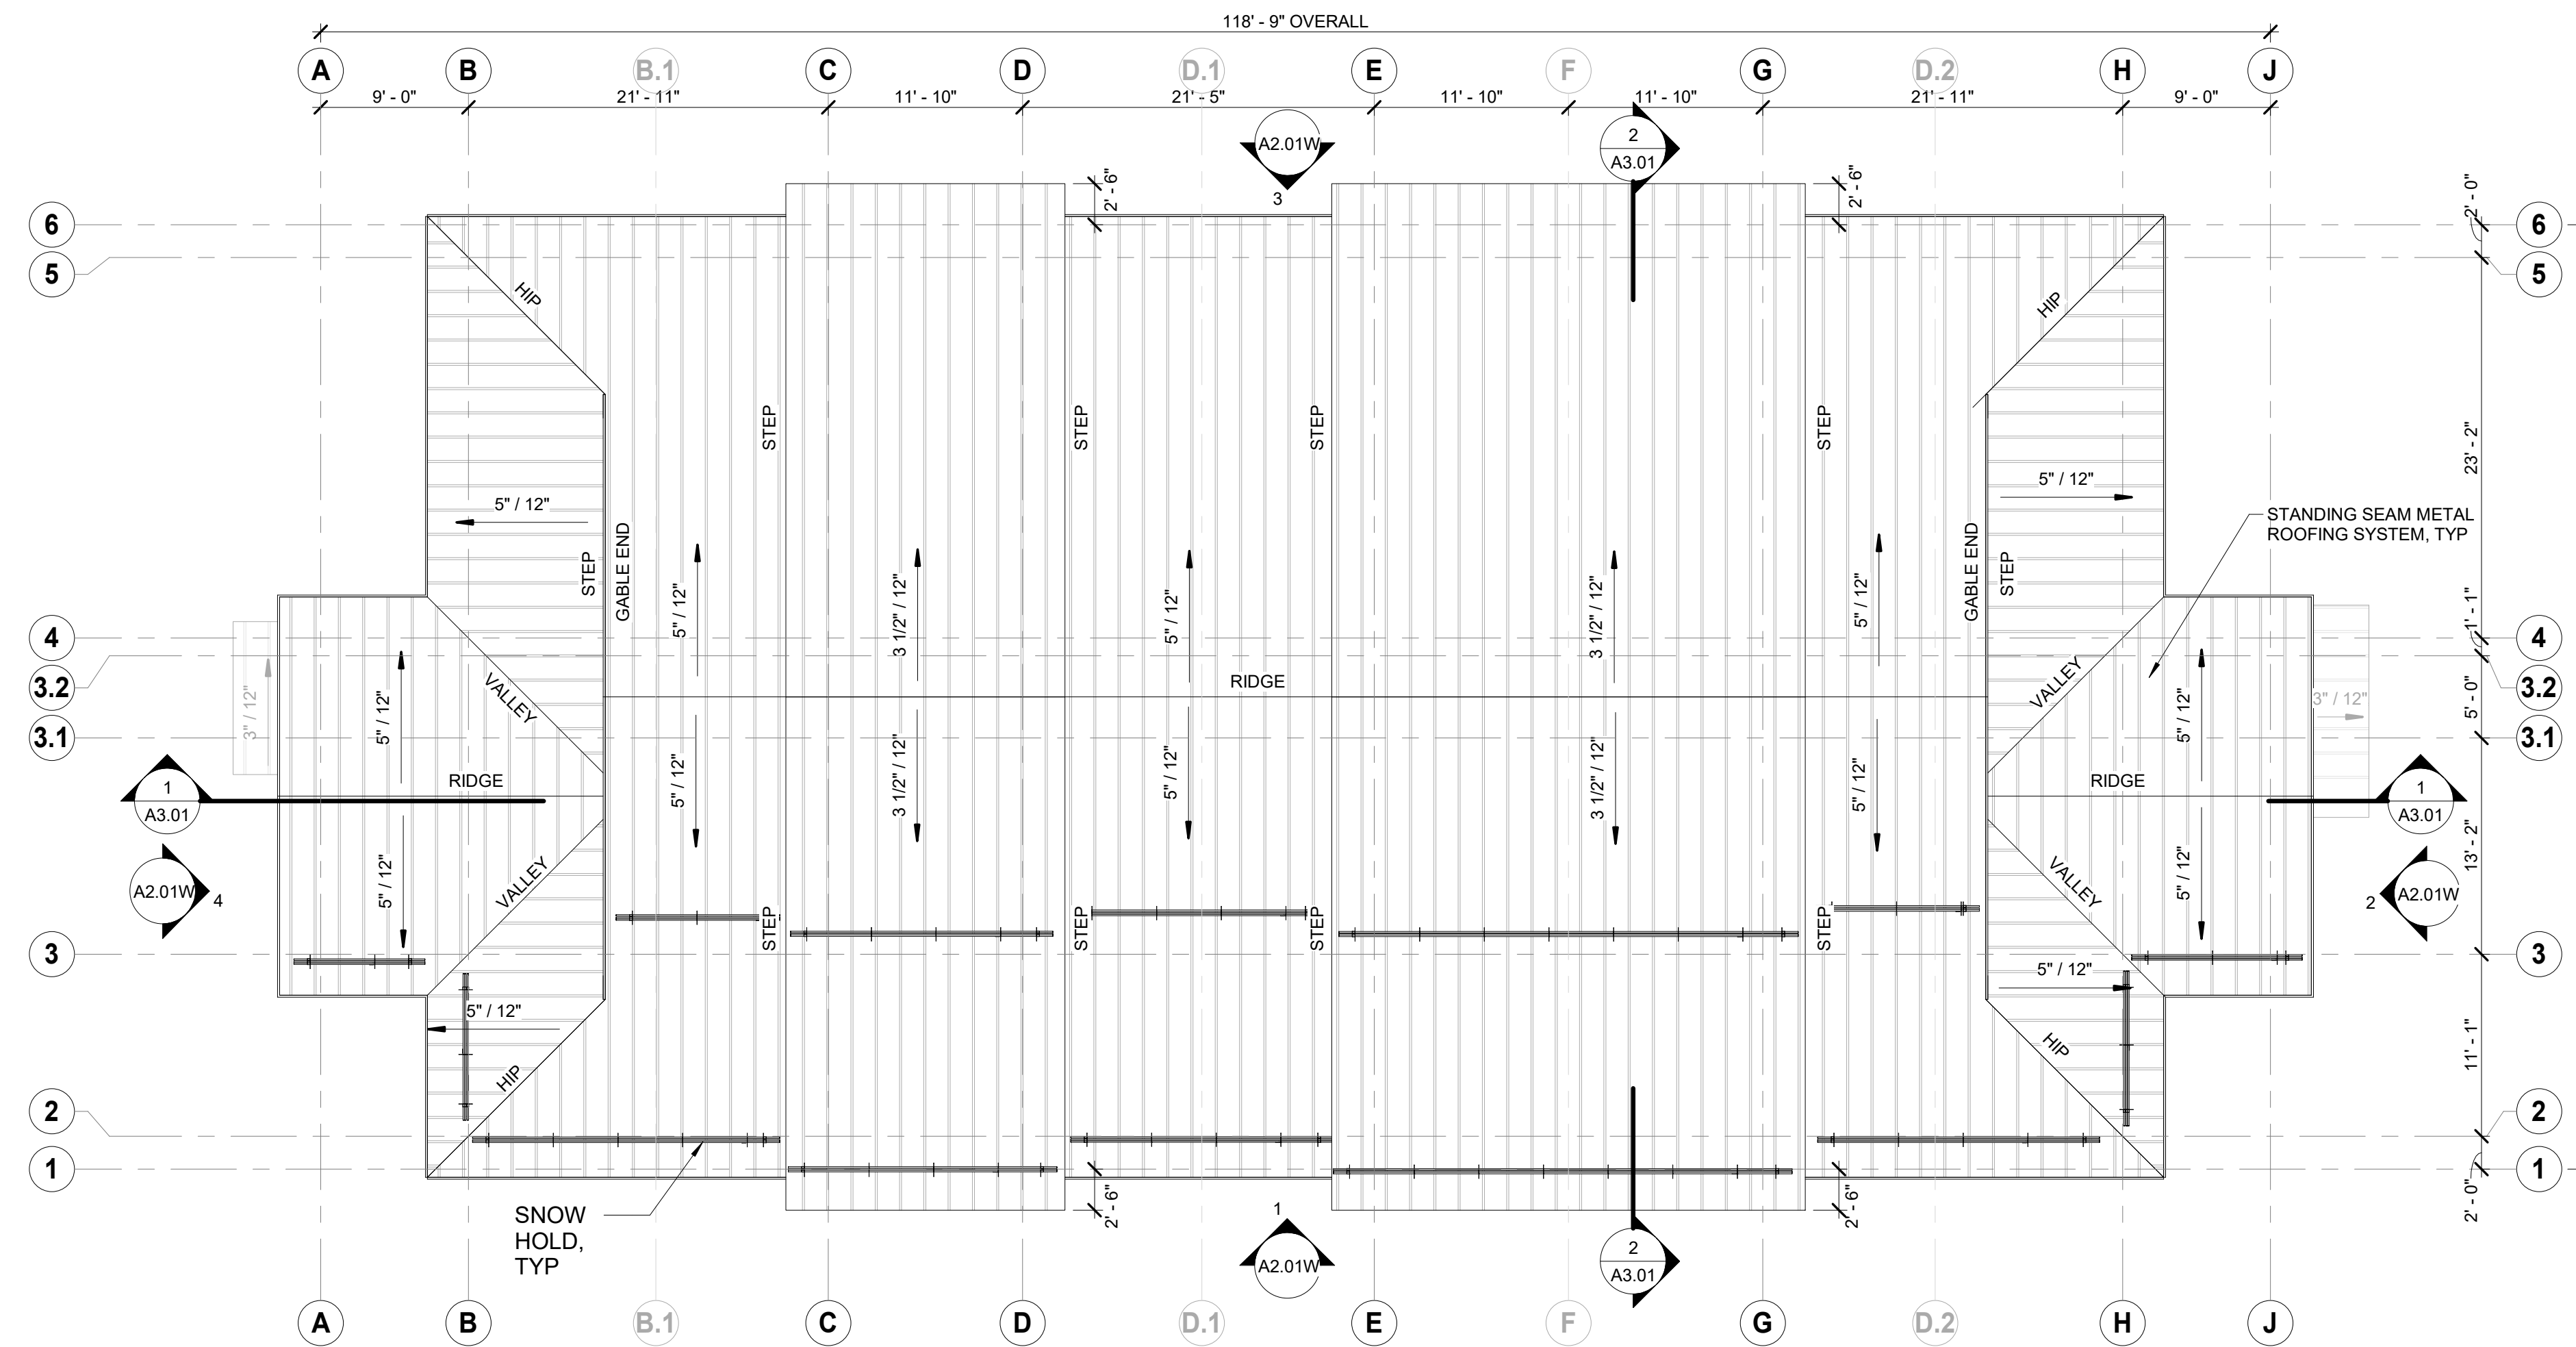 118' - 9" OVERALL
A B B.1 C D D.1 E F G D.2 H J
9' - 0" 21' - 11" 11' - 10" 21' - 5" 11' - 10" 11' - 10" 21' - 11" 9' - 0"
A2.01W
3
2
A3.01
2' - 6"
2' - 6"
2' - 0"
6
6
5
5
HIP
HIP
STEP
STEP
STEP
STEP
23' - 2"
5" / 12"
5" / 12"
STANDING SEAM METAL
ROOFING SYSTEM, TYP
STEP
GABLE END
GABLE END
STEP
5" / 12"
3 1/2" / 12"
5" / 12"
3 1/2" / 12"
5" / 12"
1' - 1"
4
4
3.2
3.2
VALLEY
VALLEY
RIDGE
3" / 12"
5" / 12"
5" / 12"
3" / 12"
5' - 0"
3.1
3.1
RIDGE
RIDGE
5" / 12"
3 1/2" / 12"
5" / 12"
3 1/2" / 12"
5" / 12"
1
A3.01
1
A3.01
13' - 2"
5" / 12"
VALLEY
VALLEY
5" / 12"
A2.01W
4
2
A2.01W
STEP
STEP
STEP
STEP
3
3
5" / 12"
5" / 12"
11' - 1"
HIP
HIP
2
2
1
1
2' - 6"
2' - 6"
2' - 0"
SNOW
HOLD,
TYP
1
A2.01W
2
A3.01
A B B.1 C D D.1 E F G D.2 H J